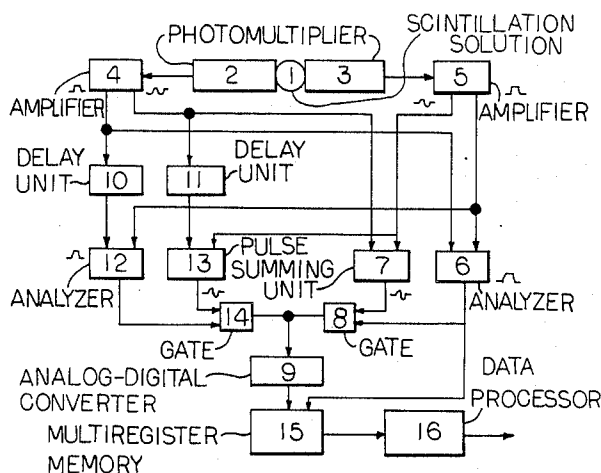 SCINTILLATION
SOLUTION
PHOTOMULTIPLIER
4
2
1
3
5
AMPLIFIER
AMPLIFIER
DELAY
UNIT
10
11
DELAY
UNIT
12
13
PULSE
SUMMING
UNIT
7
6
ANALYZER
ANALYZER
14
8
GATE
GATE
ANALOG-DIGITAL
CONVERTER
9
DATA
PROCESSOR
MULTIREGISTER
MEMORY
15
16